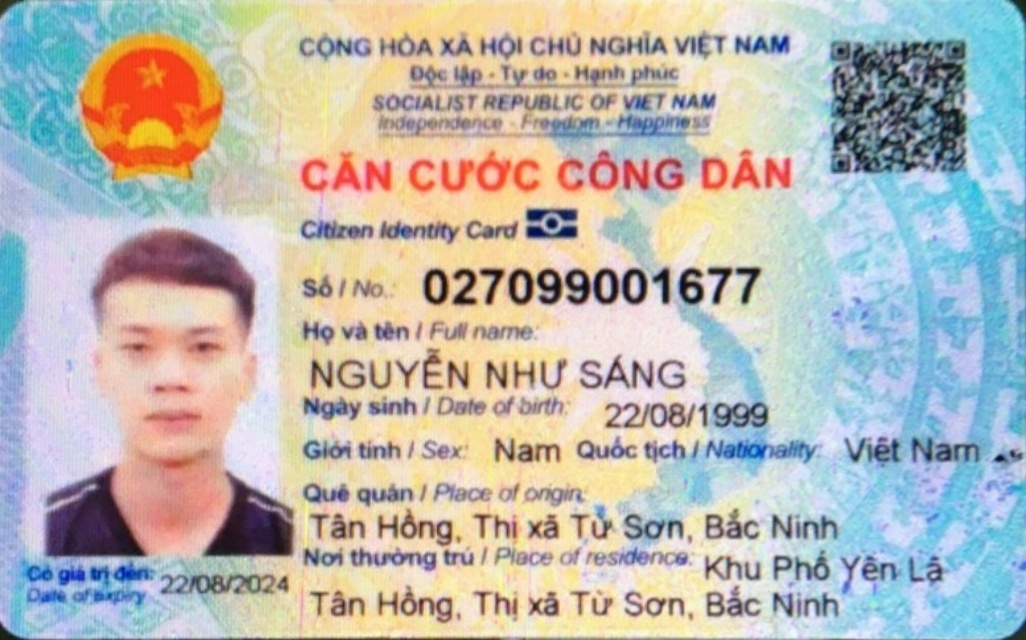 CỘNG HÒA XÃ HỘI CHỦ NGHĨA VIỆT NAM
Độc lập - Tự do - Hạnh phúc
SOCIALIST REPUBLIC OF VIET NAM
Independence - Freedom - Happiness
CĂN CƯỚC CÔNG DÂN
Citizen Identity Card
Số / No.: 027099001677
Họ và tên / Full name:
NGUYỄN NHƯ SÁNG
Ngày sinh / Date of birth: 22/08/1999
Giới tính / Sex: Nam Quốc tịch / Nationality: Việt Nam
Quê quán / Place of origin:
Tân Hồng, Thị xã Từ Sơn, Bắc Ninh
Nơi thường trú / Place of residence: Khu Phố Yên Lã
Tân Hồng, Thị xã Từ Sơn, Bắc Ninh
Có giá trị đến: 22/08/2024
Date of expiry